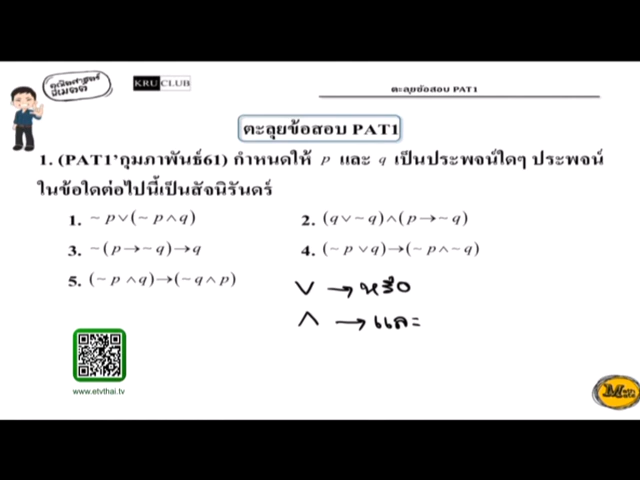 คณิตศาสตร์
KRU CLUB
ตะลุยข้อสอบ PAT1
ตะลุยข้อสอบ PAT1
1. (PAT1’กุมภาพันธ์61) กำหนดให้ p และ q เป็นประพจน์ใดๆ ประพจน์
ในข้อใดต่อไปนี้เป็นสัจนิรันดร์
1. ~p∨(~p∧q) 2. (q∨~q)∧(p→~q)
3. ~(p→~q)→q 4. (~p∨q)→(~p∧~q)
5. (~p∧q)→(~q∧p)
∨ → หรือ
∧ → และ
www.etvthai.tv